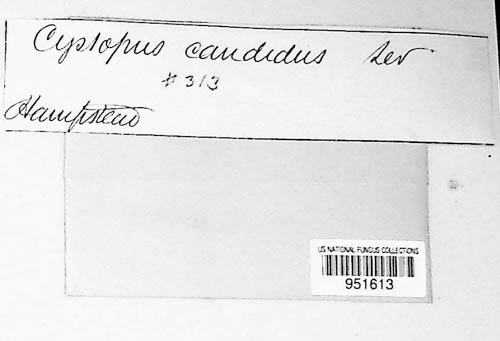 Cystopus candidus Lev
# 313
Hampstead
US NATIONAL FUNGUS COLLECTIONS
951613